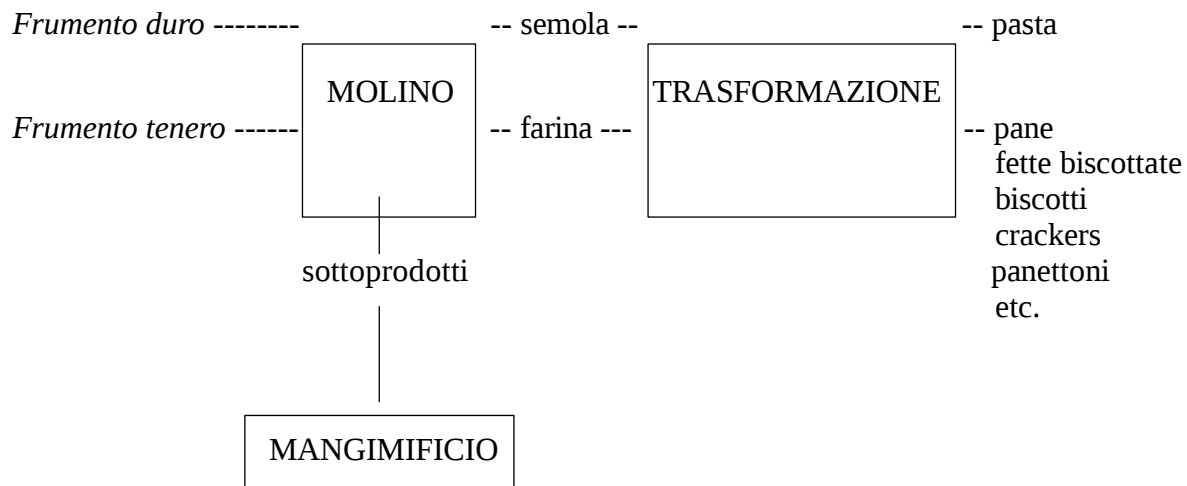 Frumento duro -------- -- semola -- -- pasta
MOLINO TRASFORMAZIONE
Frumento tenero ------ -- farina --- -- pane
fette biscottate
biscotti
crackers
sottoprodotti panettoni
etc.
MANGIMIFICIO